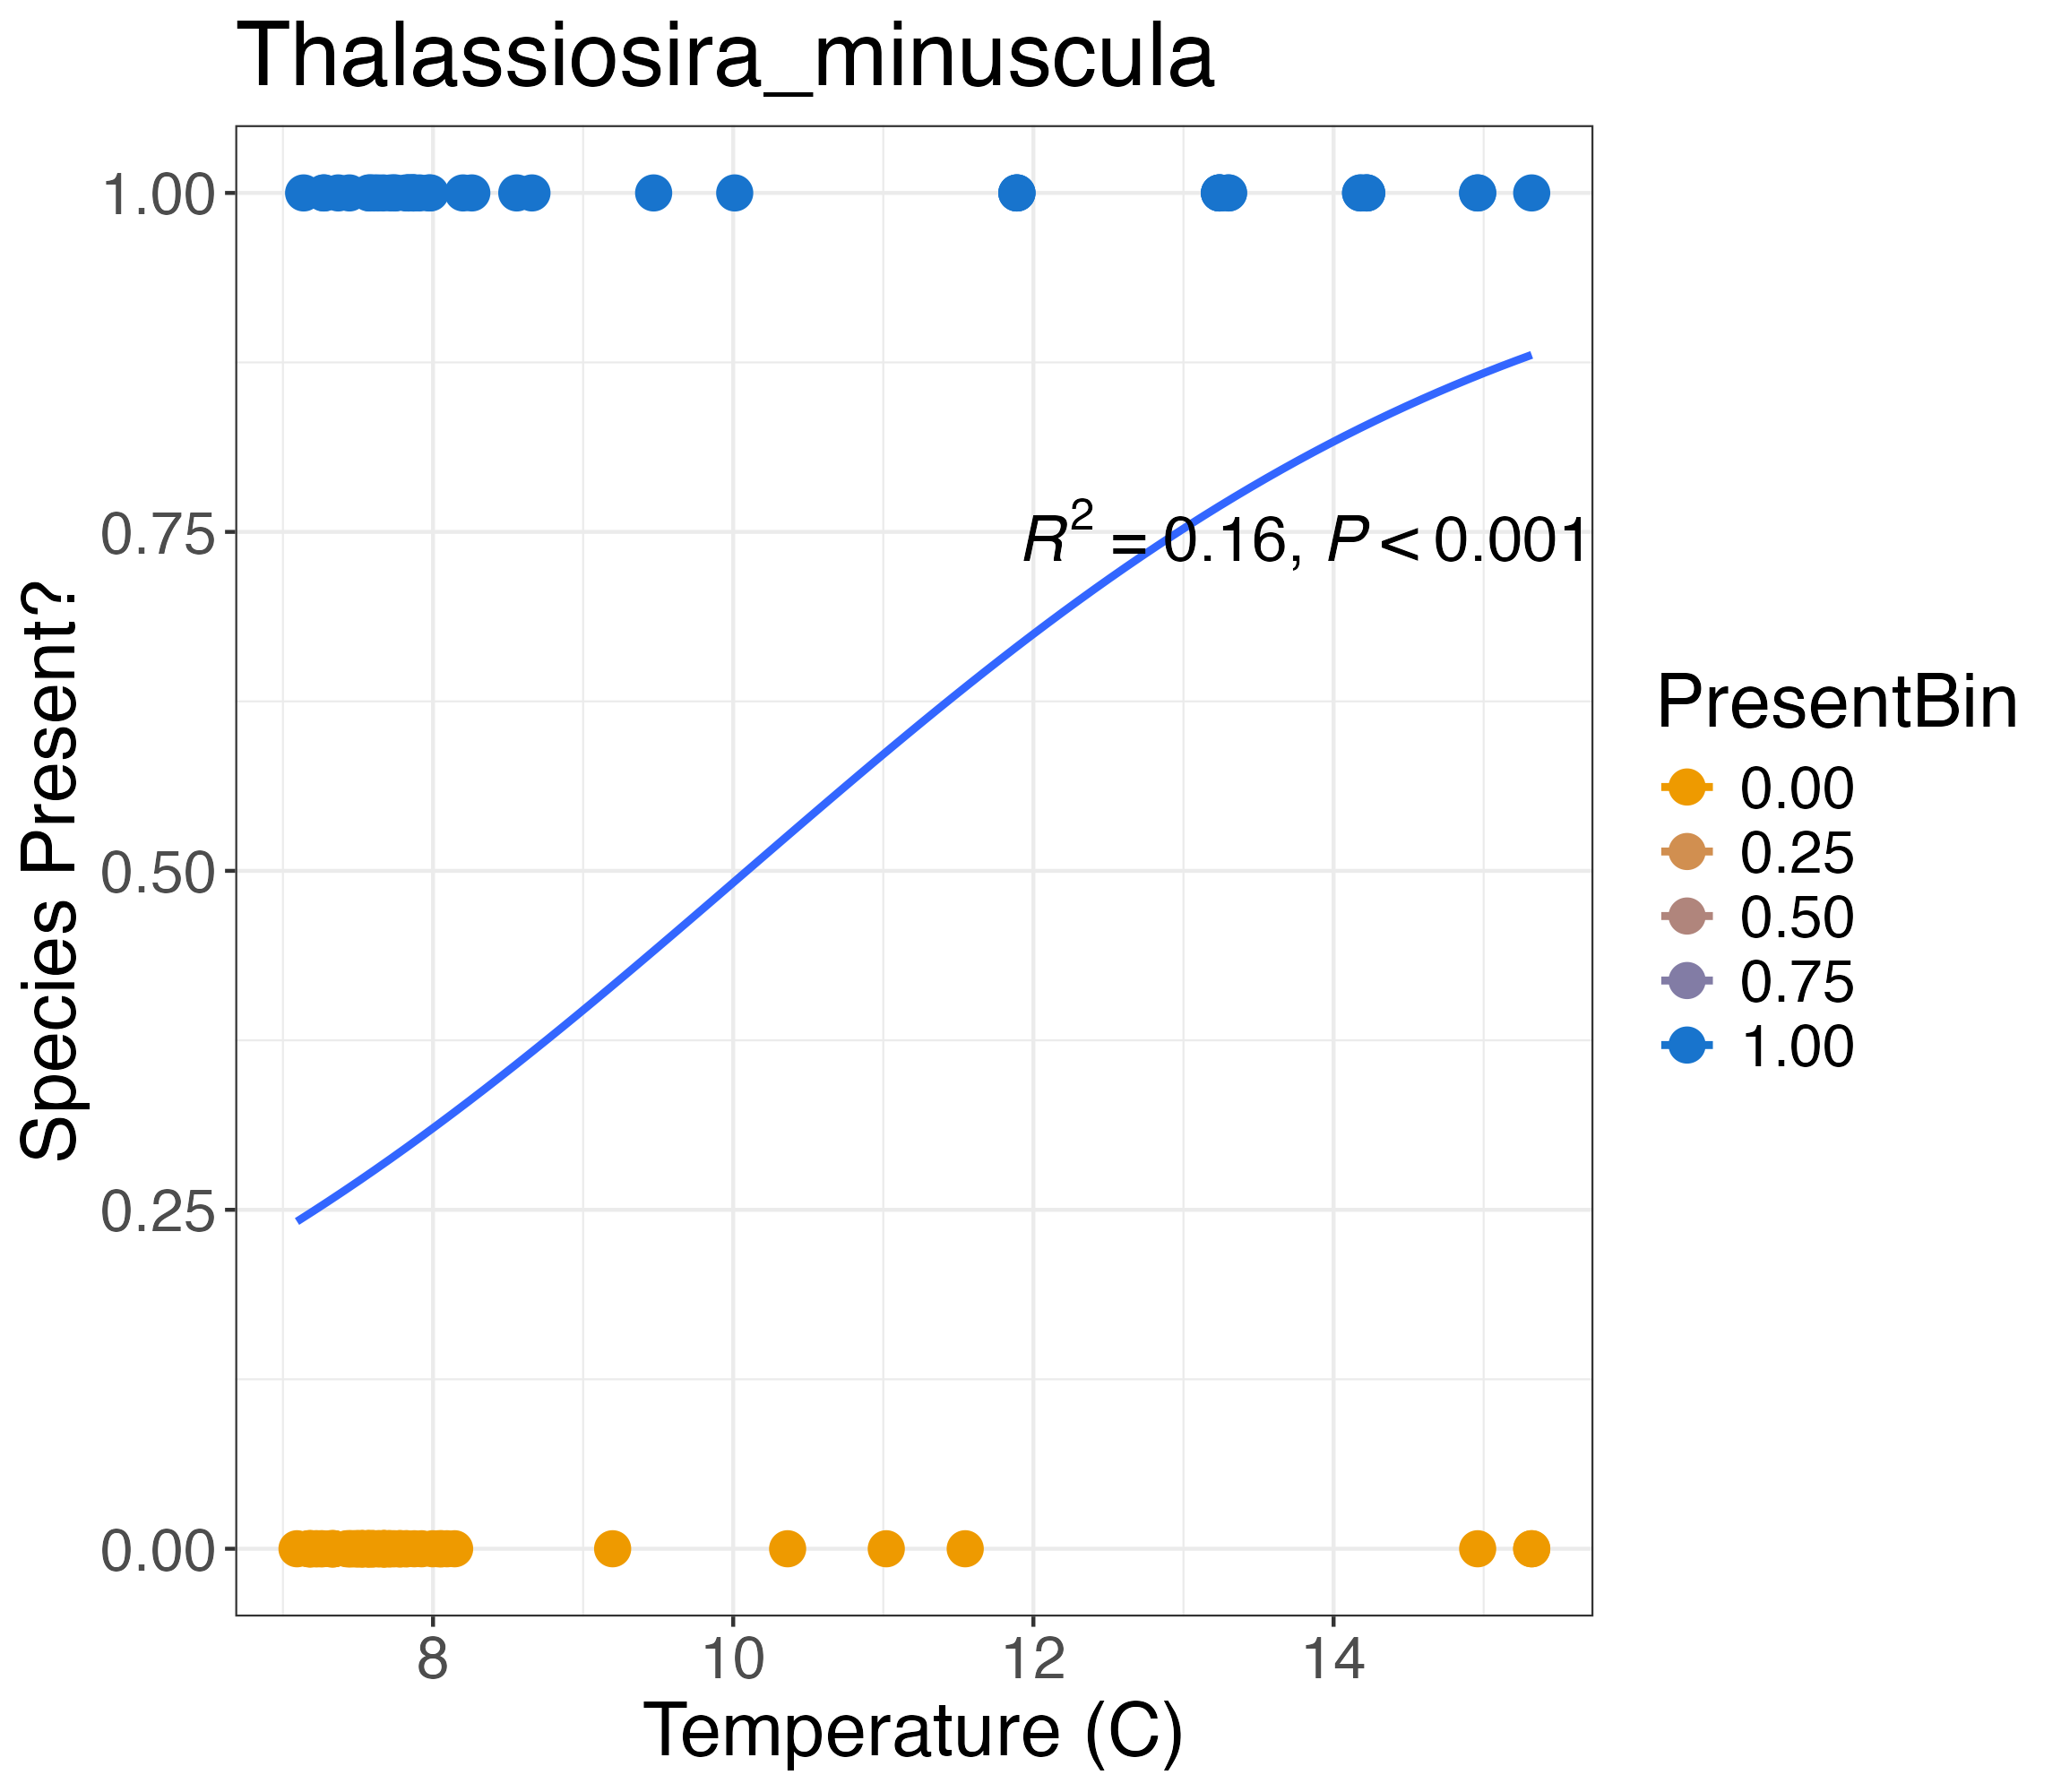 Thalassiosira_minuscula
1.00
0.75
0.50
0.25
0.00
Species Present?
R² = 0.16, P < 0.001
8 10 12 14
Temperature (C)
PresentBin
0.00
0.25
0.50
0.75
1.00